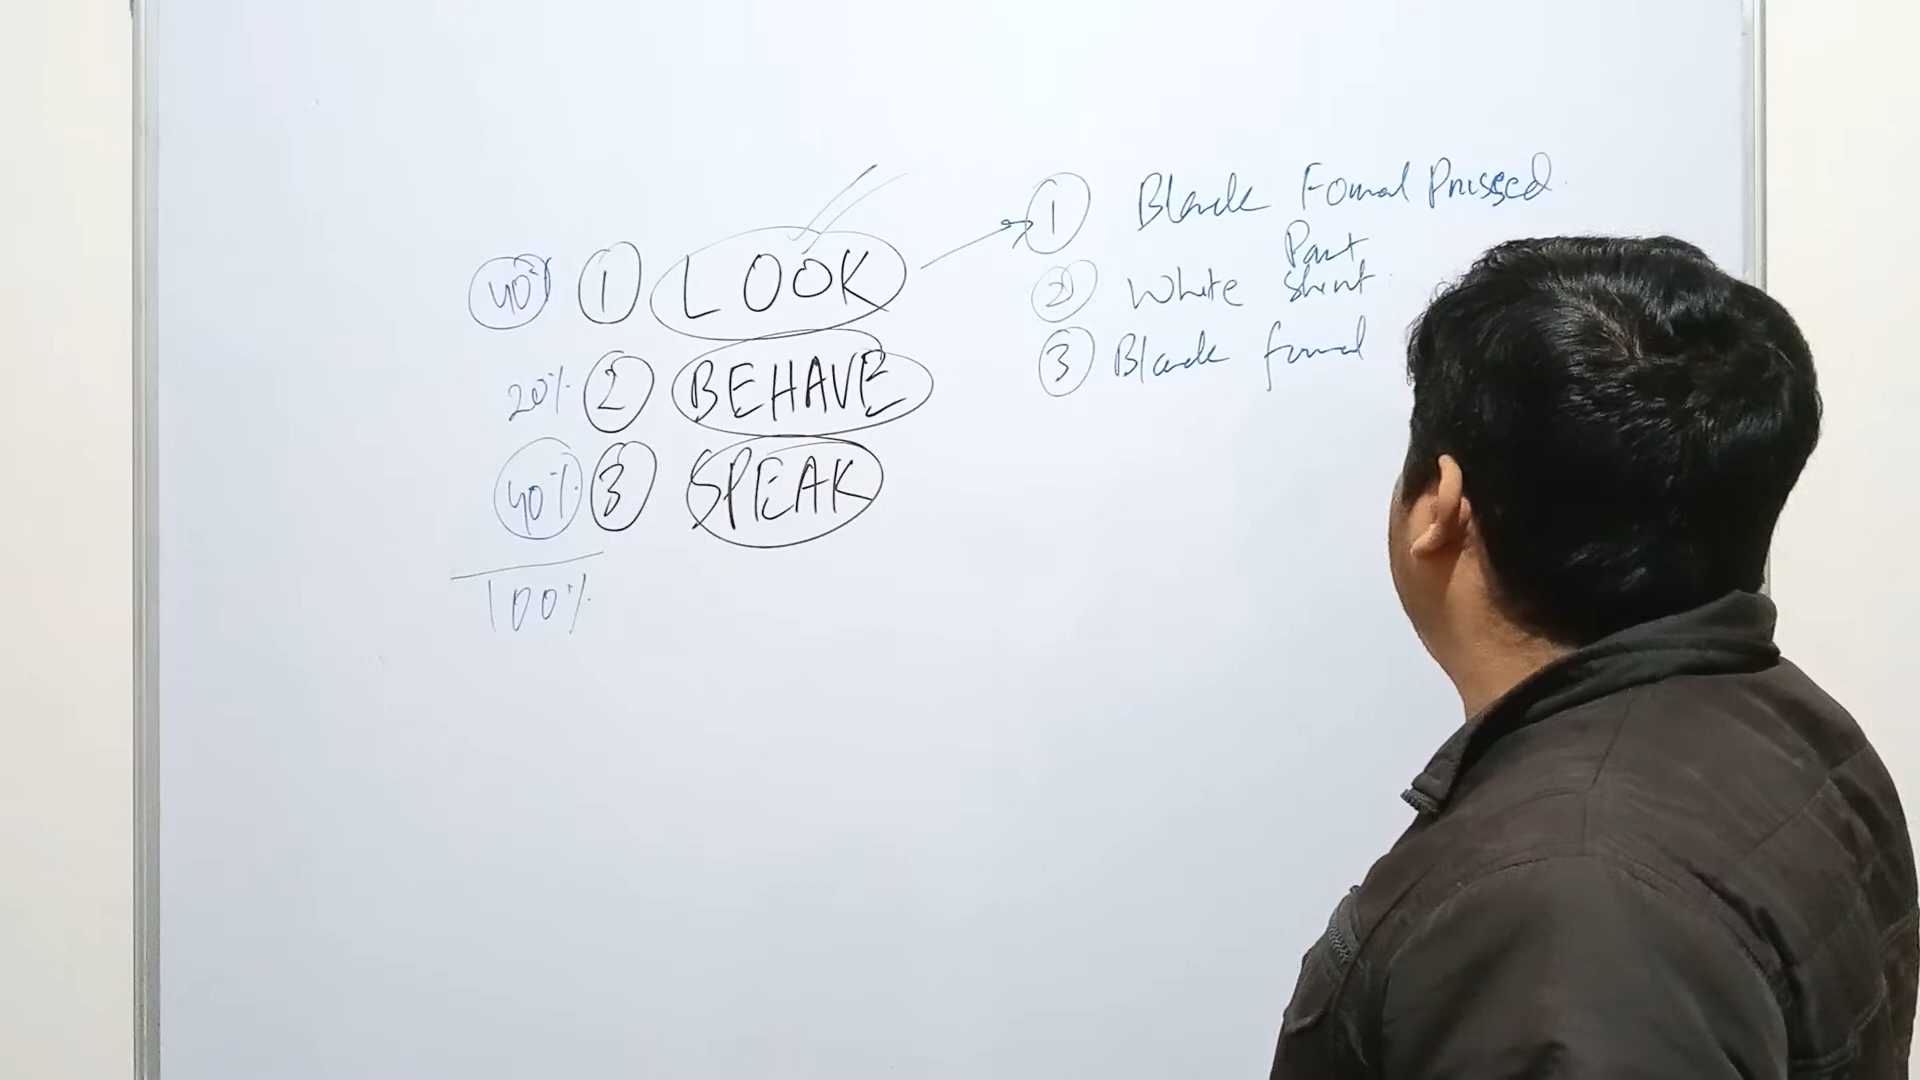 40% 1 LOOK
20% 2 BEHAVE
40% 3 SPEAK
100%
1 Black Formal Pressed
Pant
2 White Shirt
3 Black formal